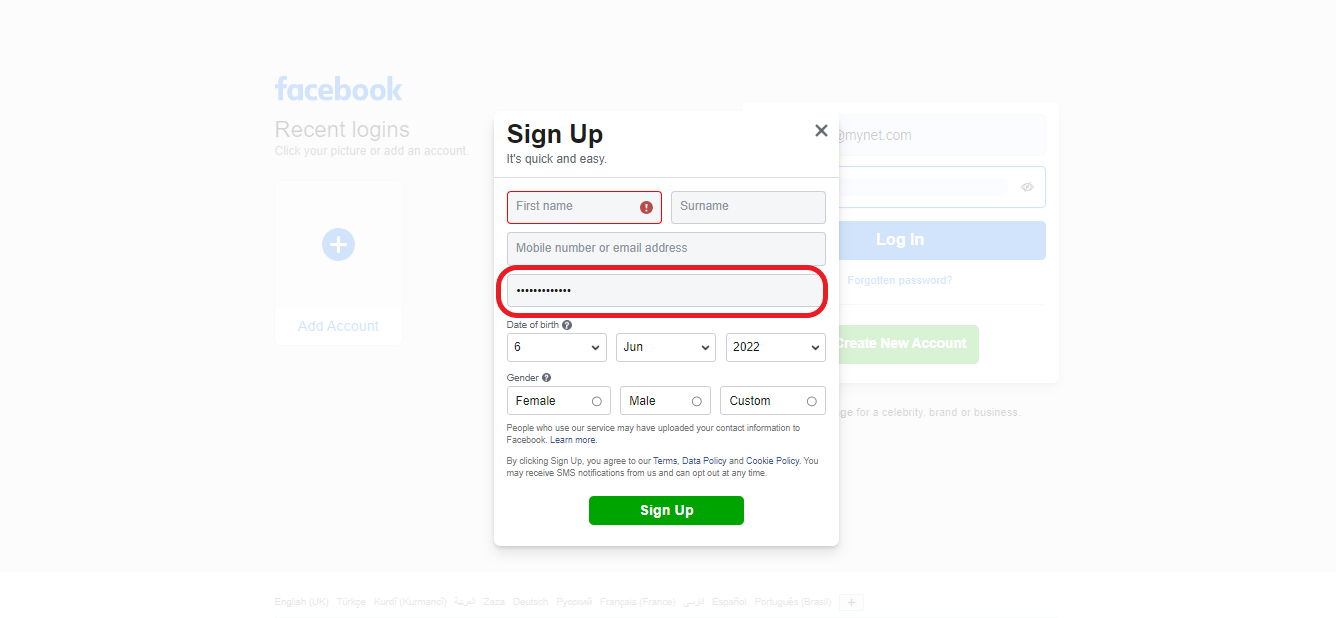 facebook
Recent logins
Click your picture or add an account.
Add Account
Sign Up
It's quick and easy.
First name
Surname
Mobile number or email address
•••••••••••••
Date of birth
6 Jun 2022
Gender
Female Male Custom
People who use our service may have uploaded your contact information to
Facebook. Learn more.
By clicking Sign Up, you agree to our Terms, Data Policy and Cookie Policy. You
may receive SMS notifications from us and can opt out at any time.
Sign Up
@mynet.com
Log In
Forgotten password?
Create New Account
for a celebrity, brand or business.
English (UK) Türkçe Kurdî (Kurmancî) العربية Zaza Deutsch Русский Français (France) فارسی Español Português (Brasil) +